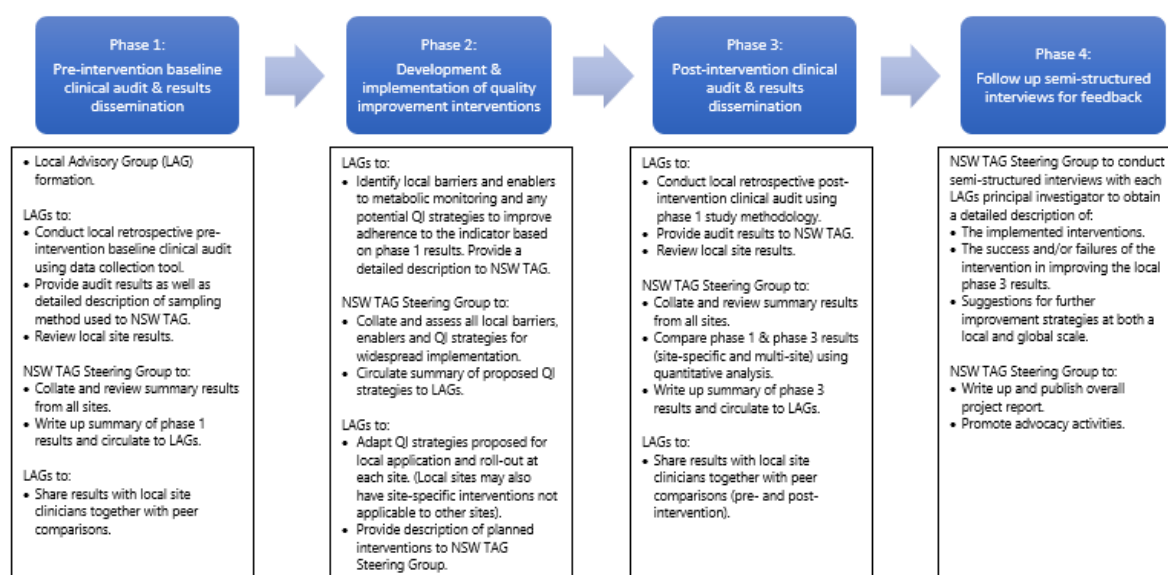 Phase 1:
Pre-intervention baseline
clinical audit & results
dissemination
Phase 2:
Development &
implementation of quality
improvement interventions
Phase 3:
Post-intervention clinical
audit & results
dissemination
Phase 4:
Follow up semi-structured
interviews for feedback
• Local Advisory Group (LAG)
formation.
LAGs to:
• Conduct local retrospective pre-
intervention baseline clinical audit
using data collection tool.
• Provide audit results as well as
detailed description of sampling
method used to NSW TAG.
• Review local site results.
NSW TAG Steering Group to:
• Collate and review summary results
from all sites.
• Write up summary of phase 1
results and circulate to LAGs.
LAGs to:
• Share results with local site
clinicians together with peer
comparisons.
LAGs to:
• Identify local barriers and enablers
to metabolic monitoring and any
potential QI strategies to improve
adherence to the indicator based
on phase 1 results. Provide a
detailed description to NSW TAG.
NSW TAG Steering Group to:
• Collate and assess all local barriers,
enablers and QI strategies for
widespread implementation.
• Circulate summary of proposed QI
strategies to LAGs.
LAGs to:
• Adapt QI strategies proposed for
local application and roll-out at
each site. (Local sites may also
have site-specific interventions not
applicable to other sites).
• Provide description of planned
interventions to NSW TAG
Steering Group.
LAGs to:
• Conduct local retrospective post-
intervention clinical audit using
phase 1 study methodology.
• Provide audit results to NSW TAG.
• Review local site results.
NSW TAG Steering Group to:
• Collate and review summary results
from all sites.
• Compare phase 1 & phase 3 results
(site-specific and multi-site) using
quantitative analysis.
• Write up summary of phase 3
results and circulate to LAGs.
LAGs to:
• Share results with local site
clinicians together with peer
comparisons (pre- and post-
intervention).
NSW TAG Steering Group to conduct
semi-structured interviews with each
LAGs principal investigator to obtain
a detailed description of:
• The implemented interventions.
• The success and/or failures of the
intervention in improving the local
phase 3 results.
• Suggestions for further
improvement strategies at both a
local and global scale.
NSW TAG Steering Group to:
• Write up and publish overall
project report.
• Promote advocacy activities.